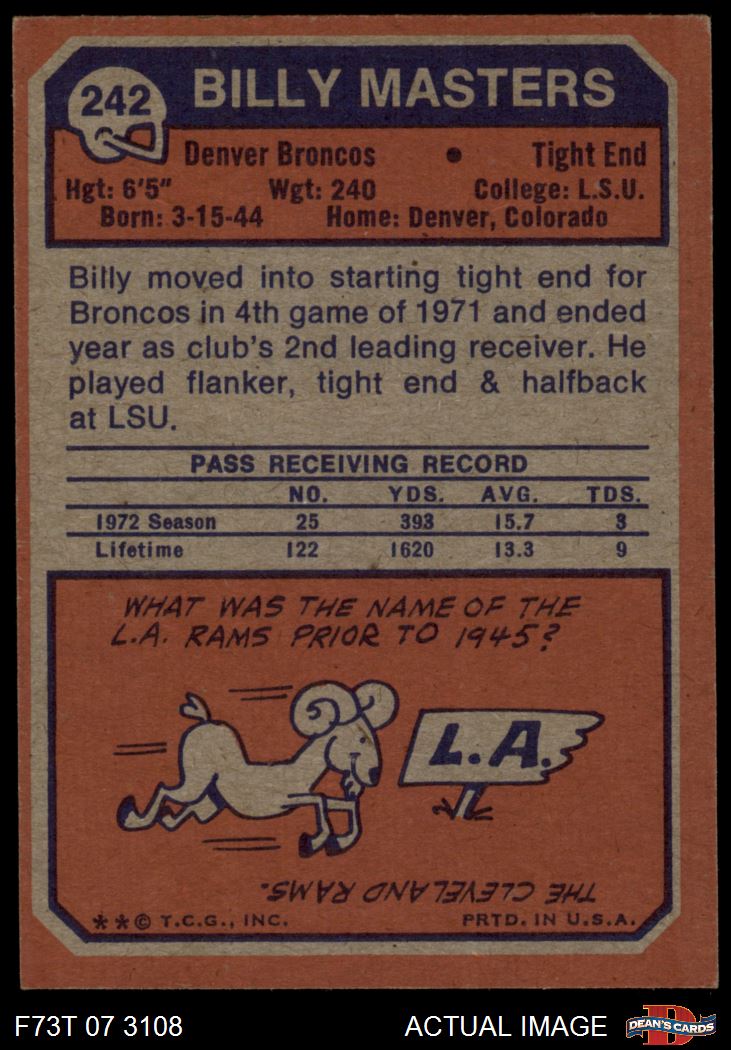 242
BILLY MASTERS
Denver Broncos • Tight End
Hgt: 6'5" Wgt: 240 College: L.S.U.
Born: 3-15-44 Home: Denver, Colorado
Billy moved into starting tight end for
Broncos in 4th game of 1971 and ended
year as club's 2nd leading receiver. He
played flanker, tight end & halfback
at LSU.
PASS RECEIVING RECORD
NO. YDS. AVG. TDS.
1972 Season 25 393 15.7 3
Lifetime 122 1620 13.3 9
WHAT WAS THE NAME OF THE
L.A. RAMS PRIOR TO 1945?
L.A.
THE CLEVELAND RAMS.
**© T.C.G., INC. PRTD. IN U.S.A.
F73T 07 3108 ACTUAL IMAGE
D
DEAN'S CARDS